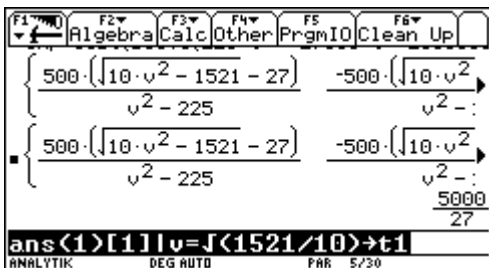 F1 F2 F3 F4 F5 F6
Algebra Calc Other PrgmIO Clean Up
{ 500·(√10·v² − 1521 − 27) / v² − 225   -500·(√10·v² / v² −
{ 500·(√10·v² − 1521 − 27) / v² − 225   -500·(√10·v² / v² −
5000/27
ans(1)[1]|v=√(1521/10)→t1
ANALYTIK DEG AUTO PAR 5/30